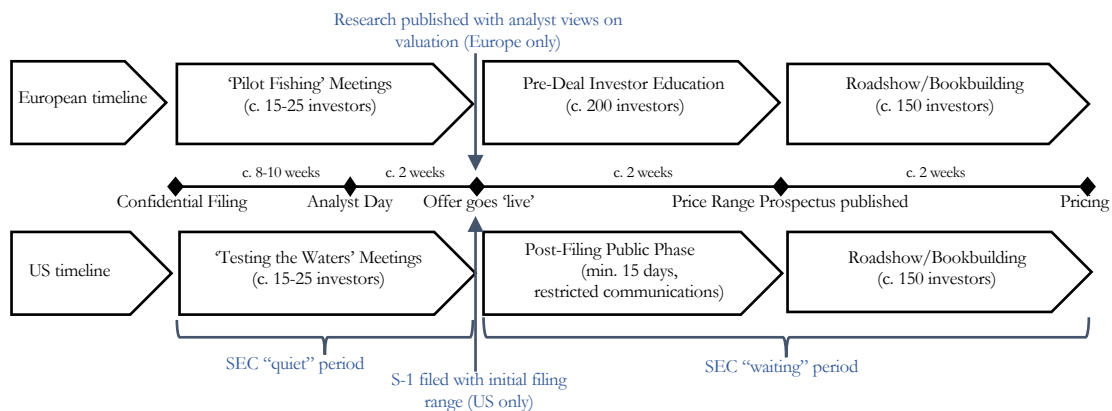 Research published with analyst views on
valuation (Europe only)
European timeline
‘Pilot Fishing’ Meetings
(c. 15-25 investors)
Pre-Deal Investor Education
(c. 200 investors)
Roadshow/Bookbuilding
(c. 150 investors)
c. 8-10 weeks
c. 2 weeks
c. 2 weeks
c. 2 weeks
Confidential Filing
Analyst Day
Offer goes ‘live’
Price Range Prospectus published
Pricing
US timeline
‘Testing the Waters’ Meetings
(c. 15-25 investors)
Post-Filing Public Phase
(min. 15 days,
restricted communications)
Roadshow/Bookbuilding
(c. 150 investors)
SEC “quiet” period
SEC “waiting” period
S-1 filed with initial filing
range (US only)